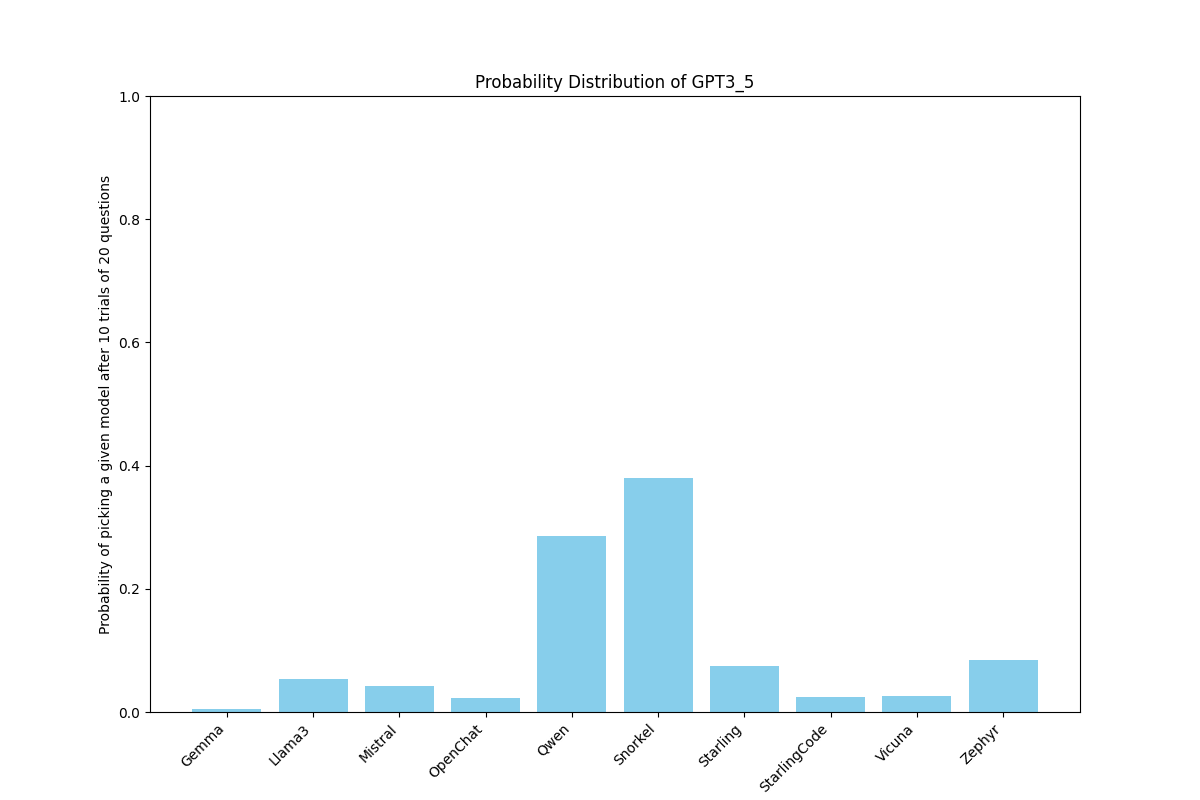 Probability Distribution of GPT3_5
Probability of picking a given model after 10 trials of 20 questions
1.0
0.8
0.6
0.4
0.2
0.0
Gemma
Llama3
Mistral
OpenChat
Qwen
Snorkel
Starling
StarlingCode
Vicuna
Zephyr